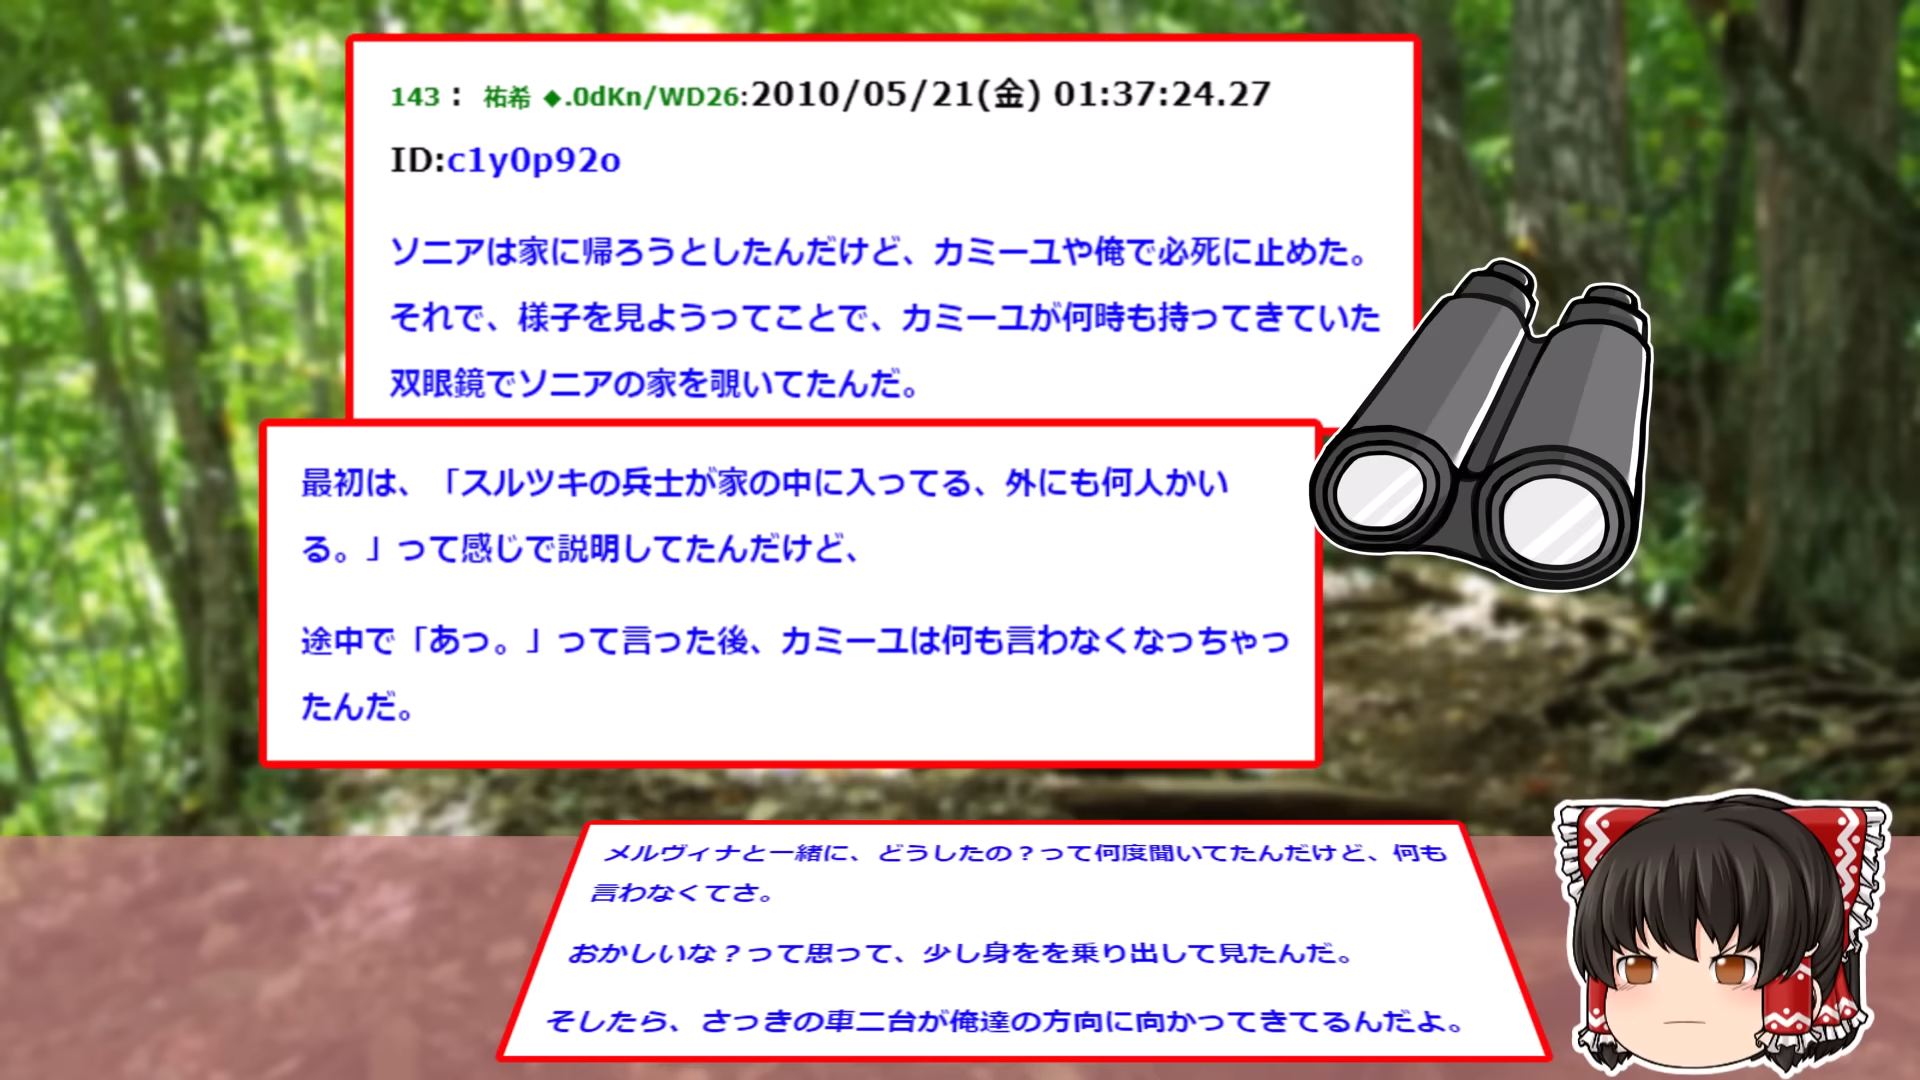 143： 祐希 ◆.0dKn/WD26:2010/05/21(金) 01:37:24.27
ID:c1y0p92o
ソニアは家に帰ろうとしたんだけど、カミーユや俺で必死に止めた。
それで、様子を見ようってことで、カミーユが何時も持ってきていた
双眼鏡でソニアの家を覗いてたんだ。
最初は、「スルツキの兵士が家の中に入ってる、外にも何人かい
る。」って感じで説明してたんだけど、
途中で「あっ。」って言った後、カミーユは何も言わなくなっちゃっ
たんだ。
メルヴィナと一緒に、どうしたの？って何度聞いてたんだけど、何も
言わなくてさ。
おかしいな？って思って、少し身をを乗り出して見たんだ。
そしたら、さっきの車二台が俺達の方向に向かってきてるんだよ。